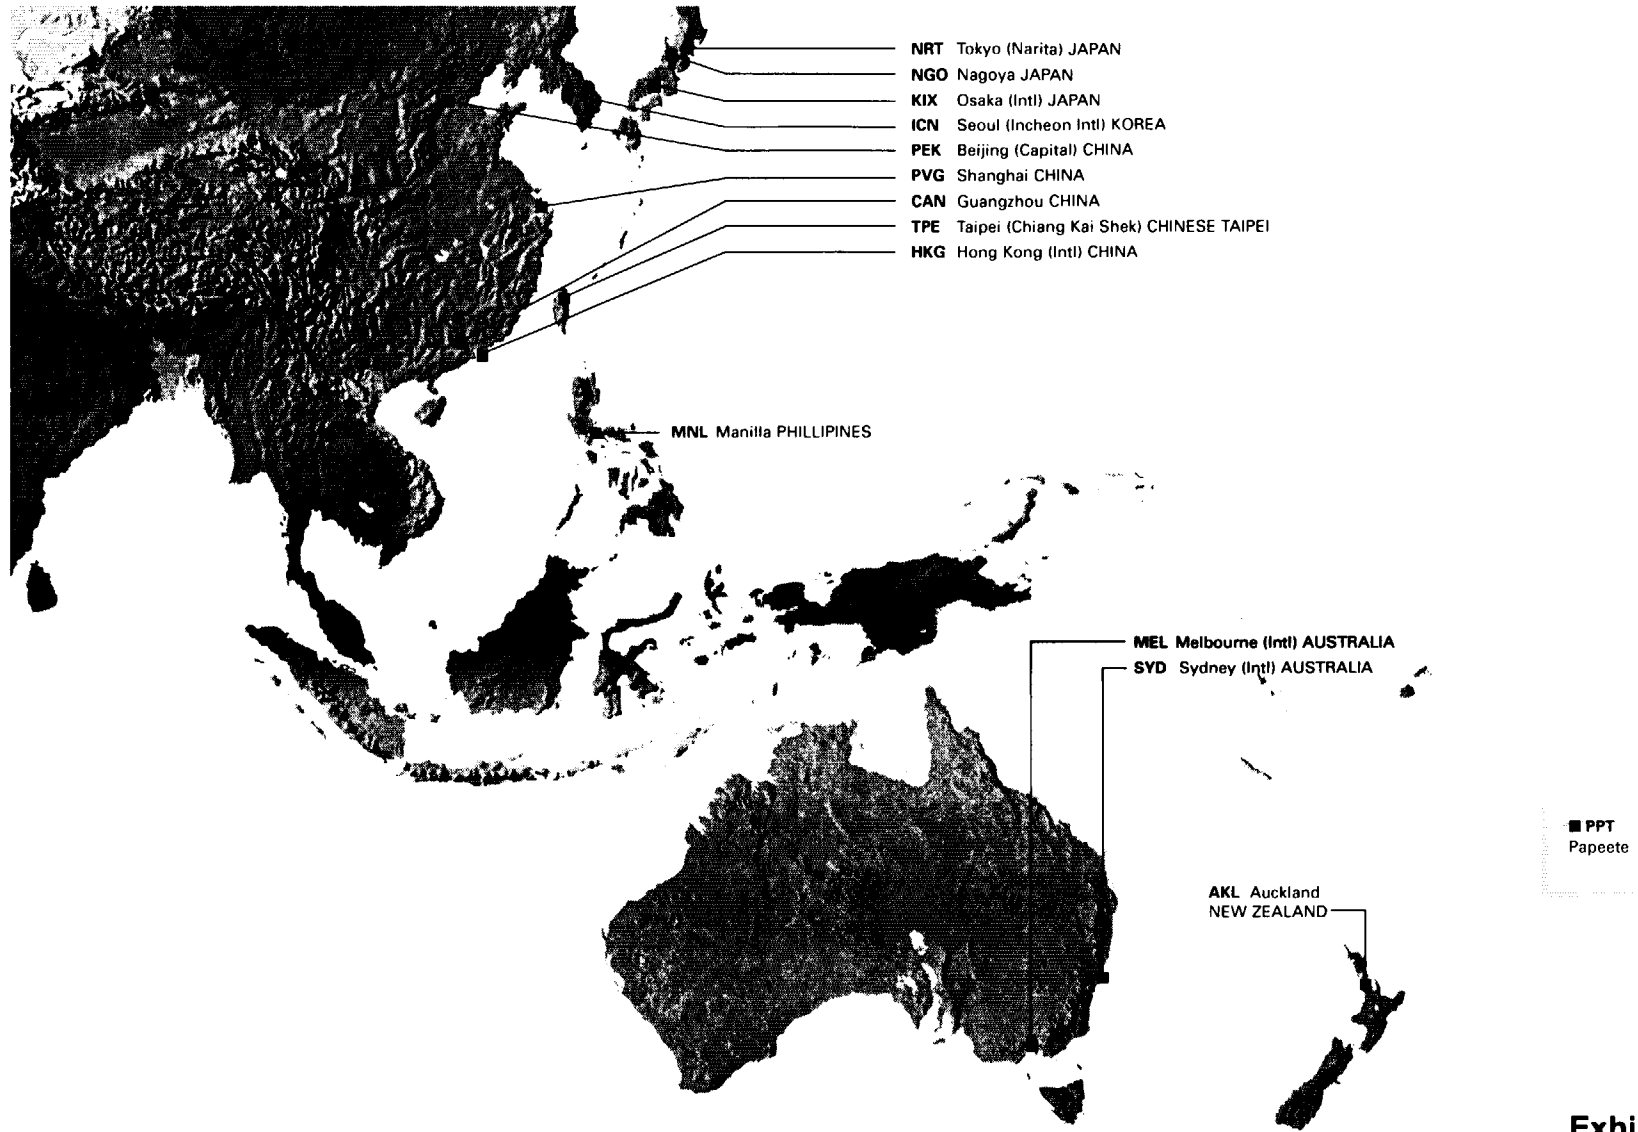 NRT Tokyo (Narita) JAPAN
NGO Nagoya JAPAN
KIX Osaka (Intl) JAPAN
ICN Seoul (Incheon Intl) KOREA
PEK Beijing (Capital) CHINA
PVG Shanghai CHINA
CAN Guangzhou CHINA
TPE Taipei (Chiang Kai Shek) CHINESE TAIPEI
HKG Hong Kong (Intl) CHINA
MNL Manilla PHILLIPINES
MEL Melbourne (Intl) AUSTRALIA
SYD Sydney (Intl) AUSTRALIA
PPT
Papeete
AKL Auckland
NEW ZEALAND